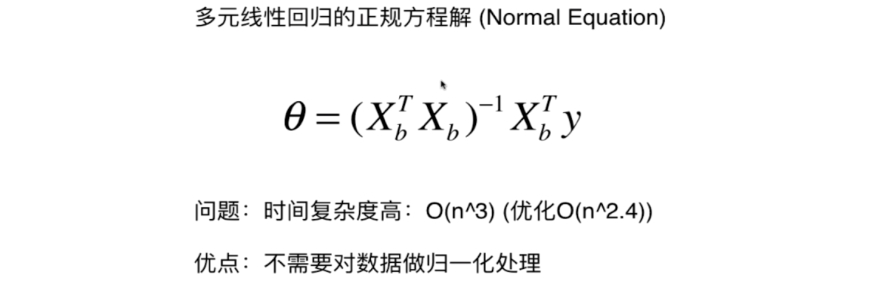 多元线性回归的正规方程解 (Normal Equation)
θ = (X_b^T X_b)^{-1} X_b^T y
问题：时间复杂度高：O(n^3) (优化O(n^2.4))
优点：不需要对数据做归一化处理